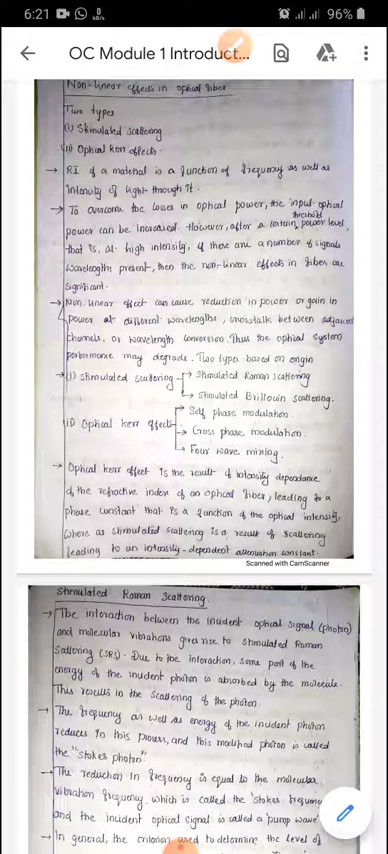 6:21
96%
OC Module 1 Introduct...
Non-linear effects in optical fiber
Two types
(i) Stimulated scattering
(ii) Optical kerr effects.
→ RI of a material is a function of frequency as well as
intensity of light through it.
→ To overcome the losses in optical power, the input optical
power can be increased. However, after a certain threshold power level,
that is, at high intensity, if there are a number of signals
wavelengths present, then the non-linear effects in fiber are
significant.
→ Non linear effect can cause reduction in power or gain in
power at different wavelengths, crosstalk between adjacent
channels, or wavelength conversion. Thus the optical system
performance may degrade. Two types based on origin
→ (i) Stimulated scattering → Stimulated Raman scattering
→ Stimulated Brillouin scattering.
(ii) Optical kerr effects → Self phase modulation.
→ Cross phase modulation.
→ Four wave mixing.
→ Optical kerr effect is the result of intensity dependance
of the refractive index of an optical fiber, leading to a
phase constant that is a function of the optical intensity,
where as stimulated scattering is a result of scattering
leading to an intensity-dependent attenuation constant.
Scanned with CamScanner
Stimulated Raman Scattering.
→ The interaction between the incident optical signal (photon)
and molecular vibrations gives rise to stimulated Raman
Scattering (SRS). Due to the interaction, some part of the
energy of the incident photon is absorbed by the molecule.
This results in the scattering of the photon.
→ The frequency as well as energy of the incident photon
reduces in this process, and this modified photon is called
the "stokes photon".
→ The reduction in frequency is equal to the molecular
vibration frequency which is called the "stokes
and the incident optical signal is called a "pump wave"
→ In general, the criterion used to determine the level of